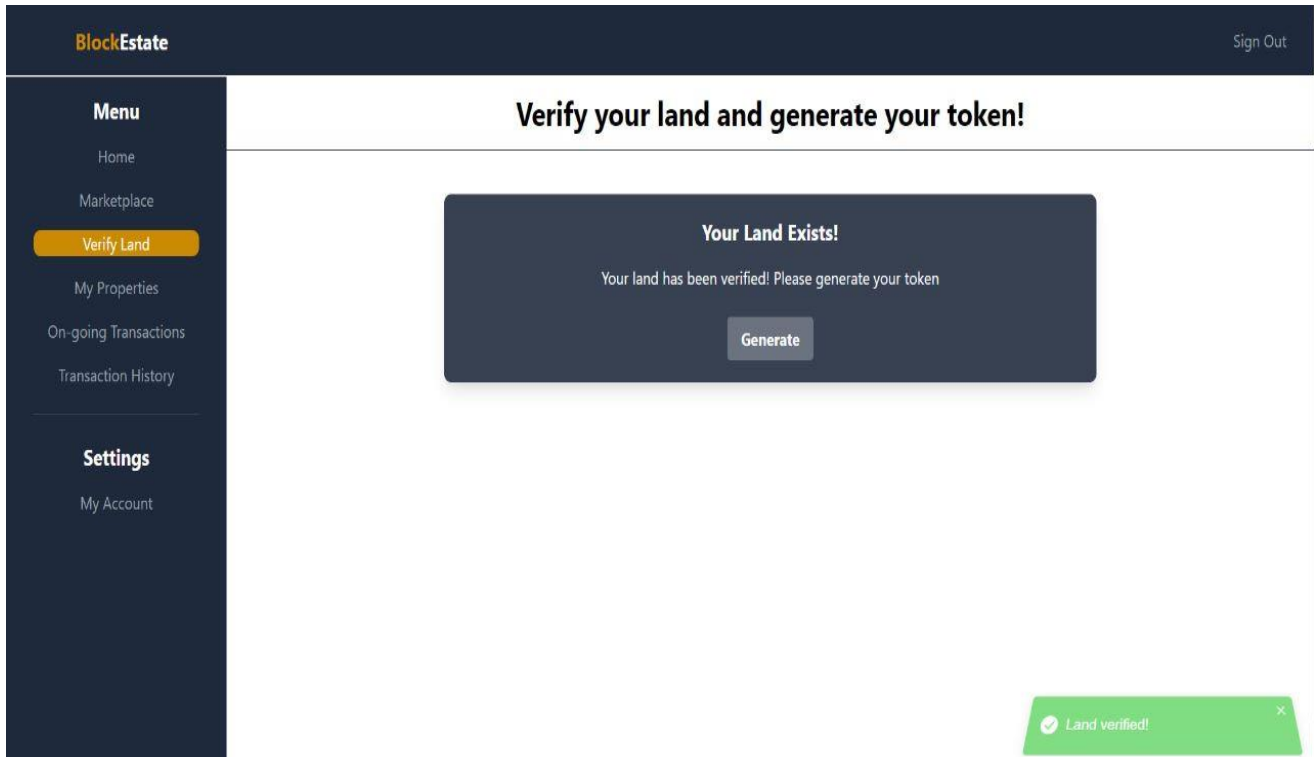 BlockEstate
Sign Out
Menu
Home
Marketplace
Verify Land
My Properties
On-going Transactions
Transaction History
Settings
My Account
Verify your land and generate your token!
Your Land Exists!
Your land has been verified! Please generate your token
Generate
Land verified!